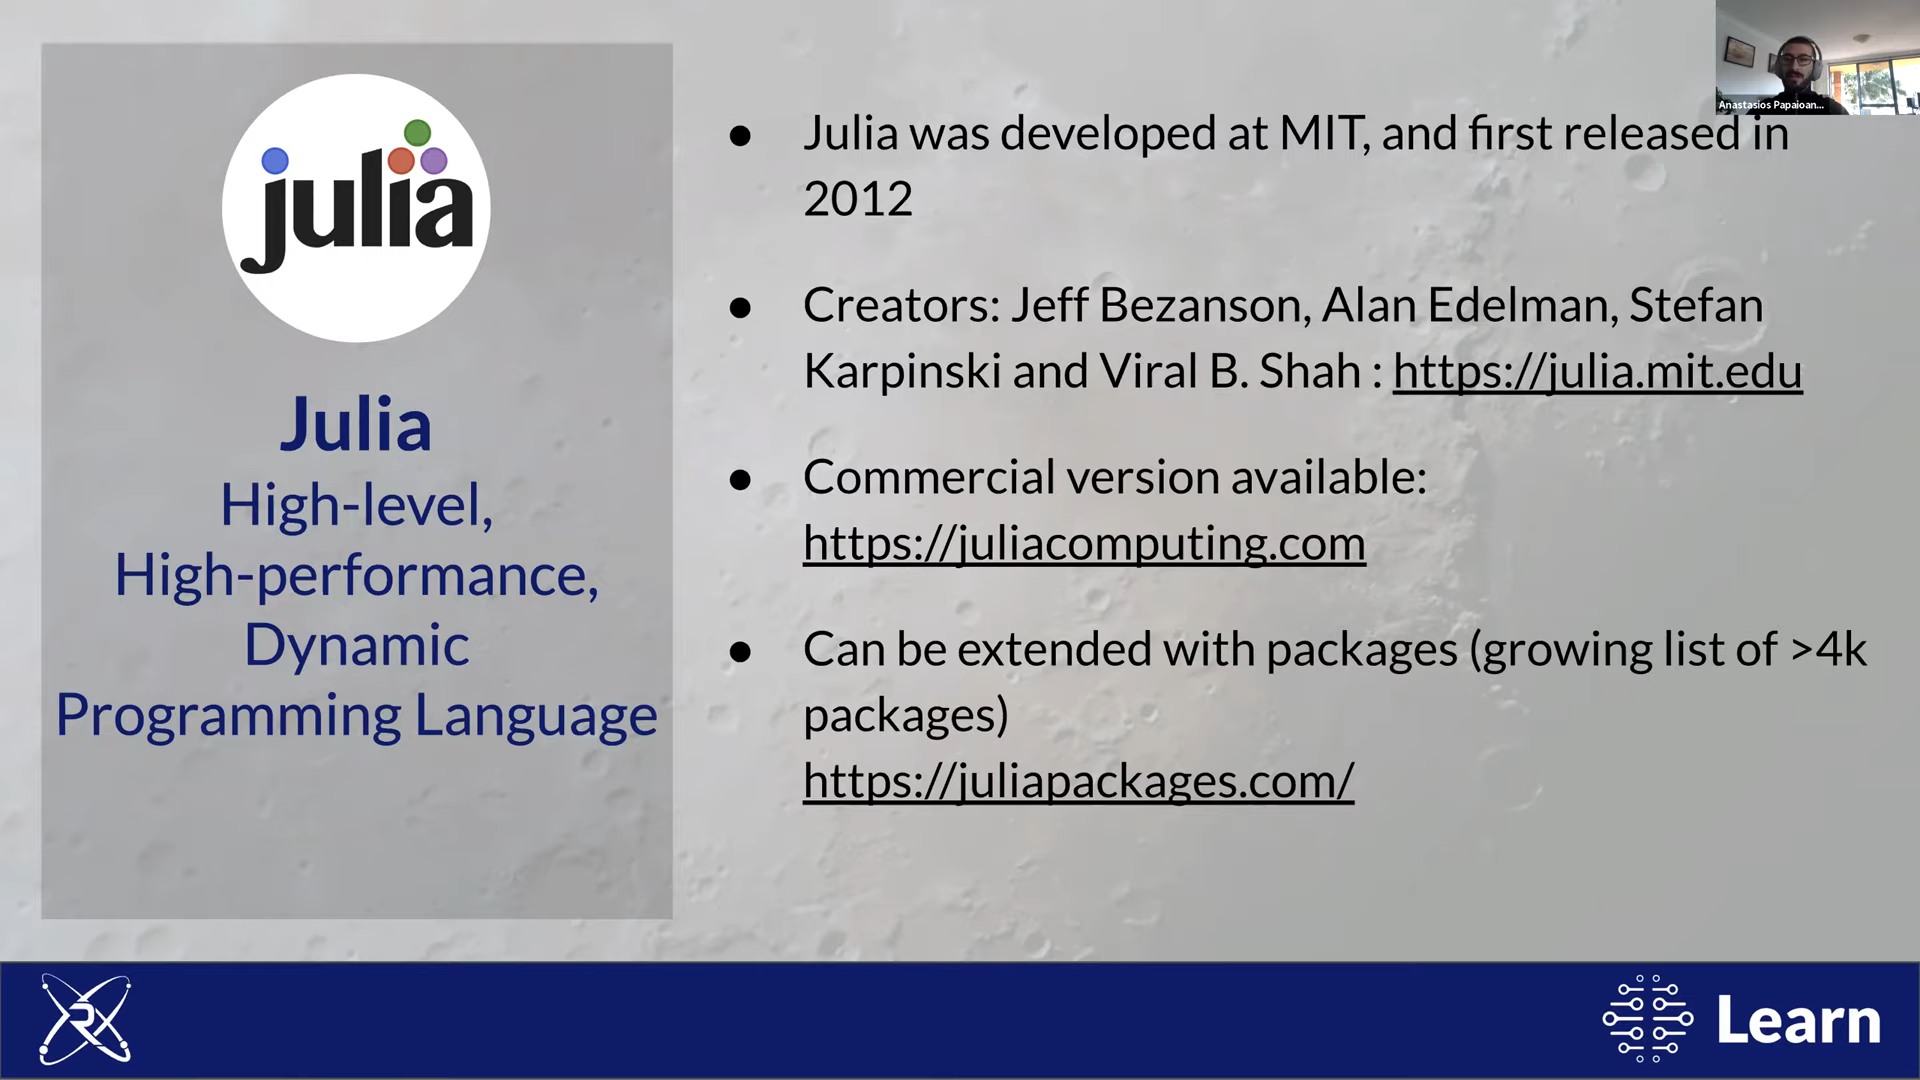 julia
Julia
High-level,
High-performance,
Dynamic
Programming Language
● Julia was developed at MIT, and first released in
2012
● Creators: Jeff Bezanson, Alan Edelman, Stefan
Karpinski and Viral B. Shah : https://julia.mit.edu
● Commercial version available:
https://juliacomputing.com
● Can be extended with packages (growing list of >4k
packages)
https://juliapackages.com/
Anastasios Papaioan...
R
Learn